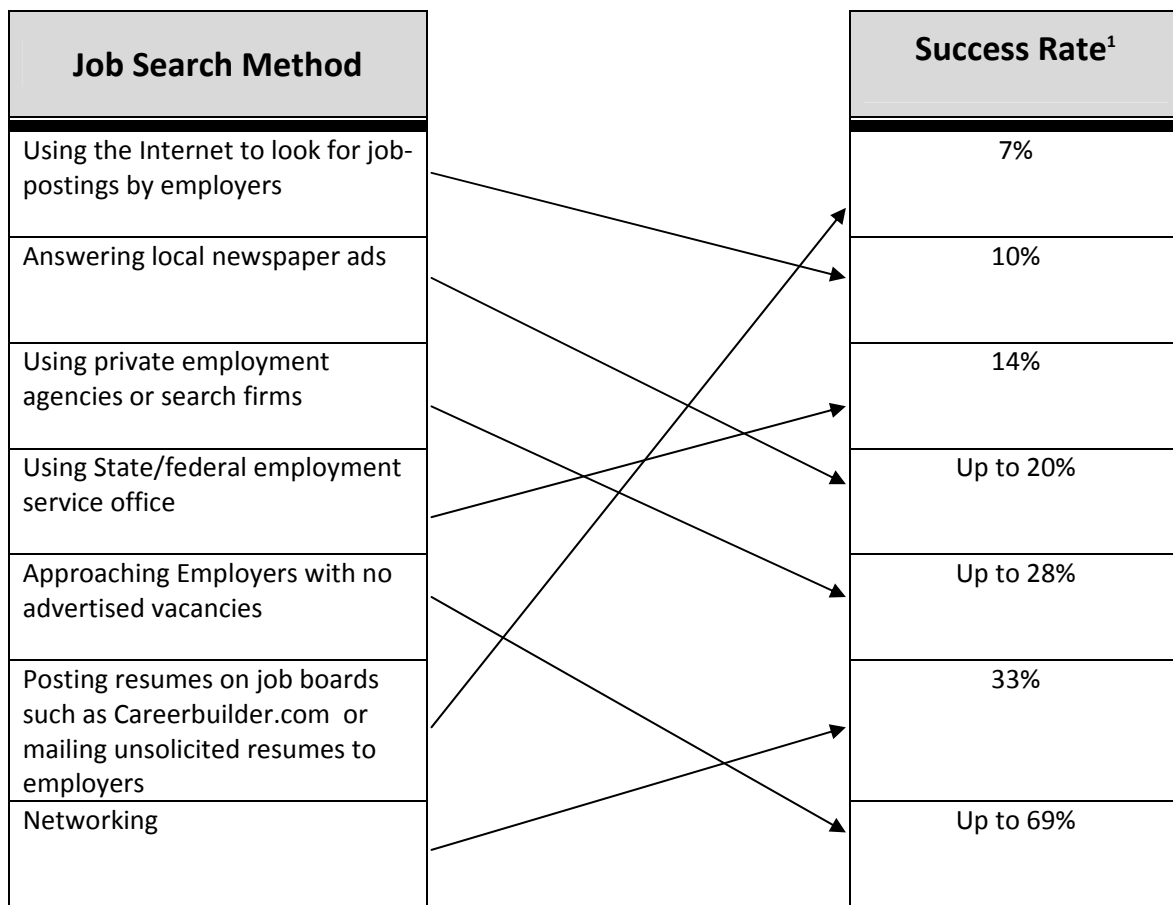 Job Search Method
Using the Internet to look for job-
postings by employers
Answering local newspaper ads
Using private employment
agencies or search firms
Using State/federal employment
service office
Approaching Employers with no
advertised vacancies
Posting resumes on job boards
such as Careerbuilder.com or
mailing unsolicited resumes to
employers
Networking
Success Rate¹
7%
10%
14%
Up to 20%
Up to 28%
33%
Up to 69%